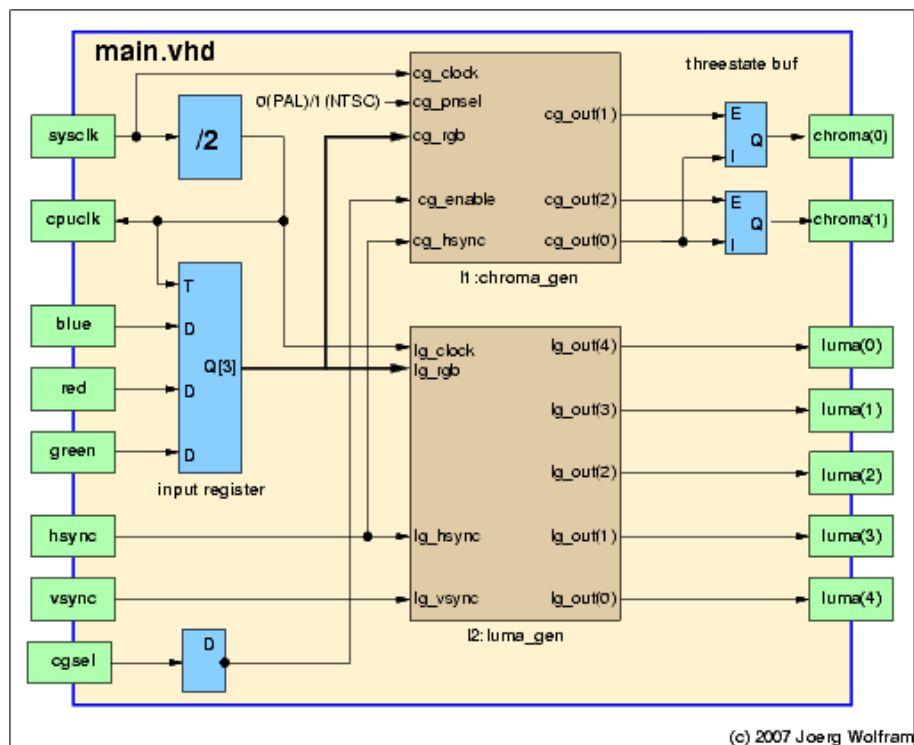 main.vhd
threestate buf
cg_clock
0(PAL)/1(NTSC)
cg_pnsel
cg_out(1)
E
Q
I
chroma(0)
sysclk
/2
cg_rgb
cpuclk
cg_enable
cg_out(2)
E
Q
I
chroma(1)
cg_hsync
cg_out(0)
I1:chroma_gen
T
blue
D
Q[3]
red
D
green
D
input register
lg_clock
lg_rgb
lg_out(4)
luma(0)
lg_out(3)
luma(1)
lg_out(2)
luma(2)
hsync
lg_hsync
lg_out(1)
luma(3)
vsync
lg_vsync
lg_out(0)
luma(4)
I2:luma_gen
cgsel
D
(c) 2007 Joerg Wolfram